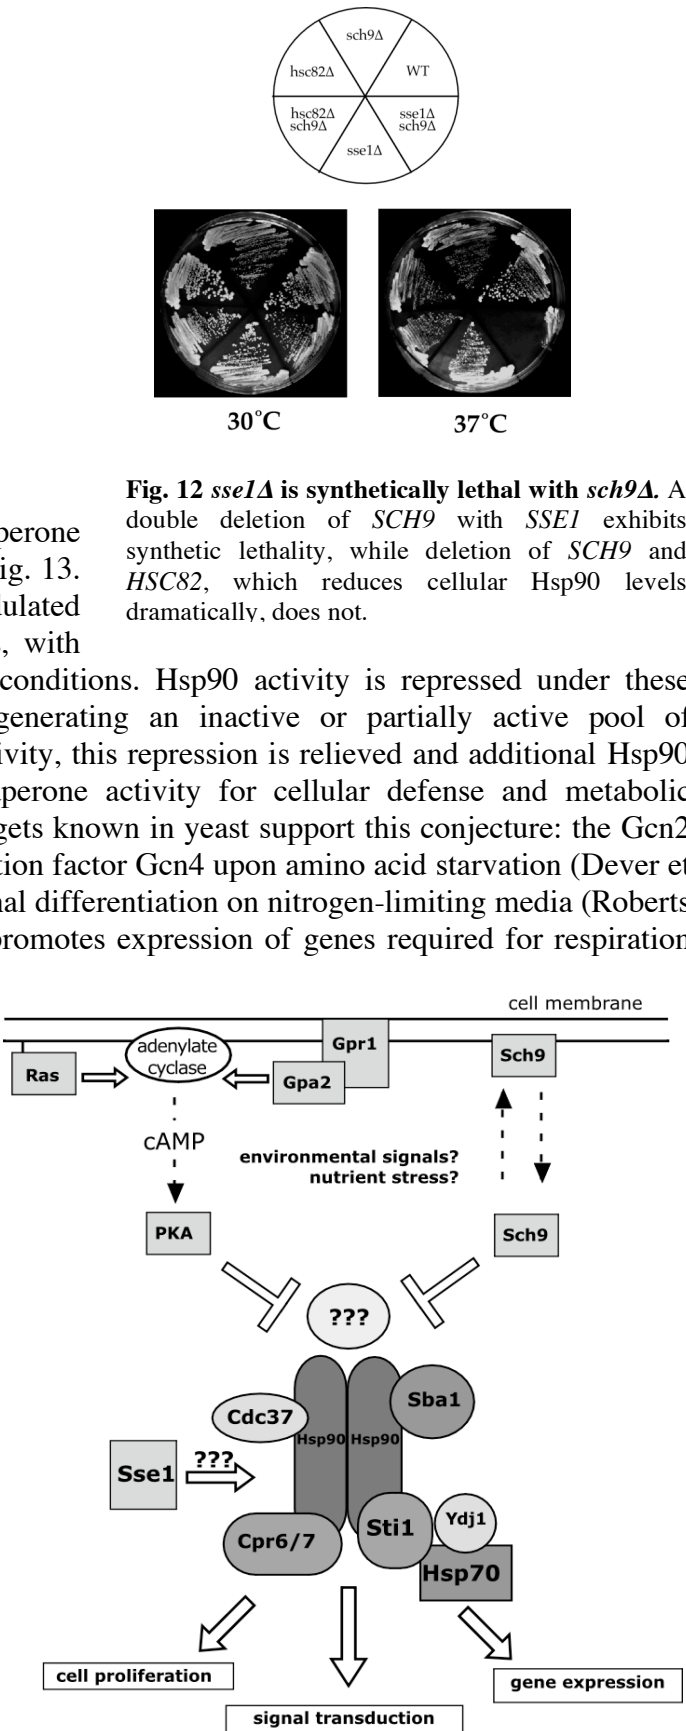 sch9Δ
hsc82Δ
WT
hsc82Δ
sch9Δ
sse1Δ
sch9Δ
sse1Δ
30°C
37°C
Fig. 12 sse1Δ is synthetically lethal with sch9Δ. A
double deletion of SCH9 with SSE1 exhibits
synthetic lethality, while deletion of SCH9 and
HSC82, which reduces cellular Hsp90 levels
dramatically, does not.
perone
ig. 13.
lulated
, with
conditions. Hsp90 activity is repressed under these
generating an inactive or partially active pool of
ivity, this repression is relieved and additional Hsp90
aperone activity for cellular defense and metabolic
gets known in yeast support this conjecture: the Gcn2
tion factor Gcn4 upon amino acid starvation (Dever et
nal differentiation on nitrogen-limiting media (Roberts
promotes expression of genes required for respiration
cell membrane
Ras
adenylate
cyclase
Gpr1
Gpa2
Sch9
cAMP
environmental signals?
nutrient stress?
PKA
Sch9
???
Cdc37
Hsp90
Hsp90
Sba1
Sse1
???
Cpr6/7
Sti1
Ydj1
Hsp70
cell proliferation
gene expression
signal transduction